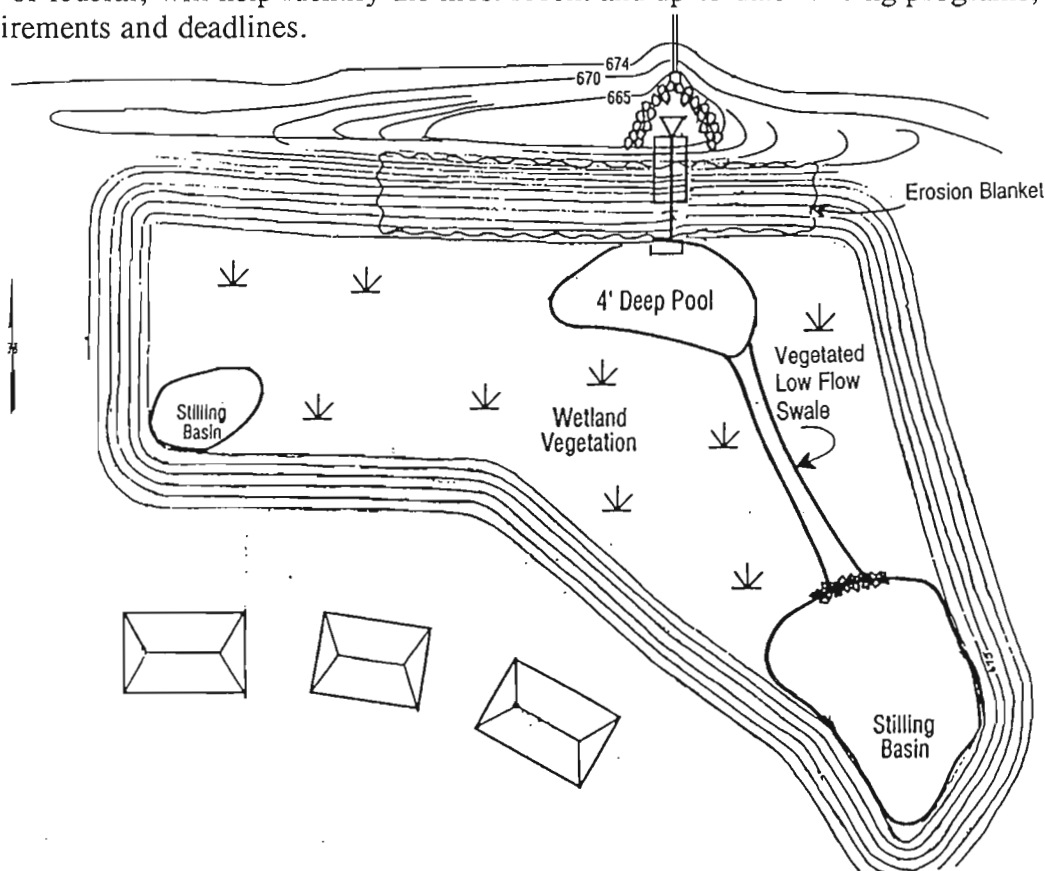 irements and deadlines.
674
670
665
Erosion Blanket
4' Deep Pool
Vegetated
Low Flow
Swale
Stilling
Basin
Wetland
Vegetation
Stilling
Basin